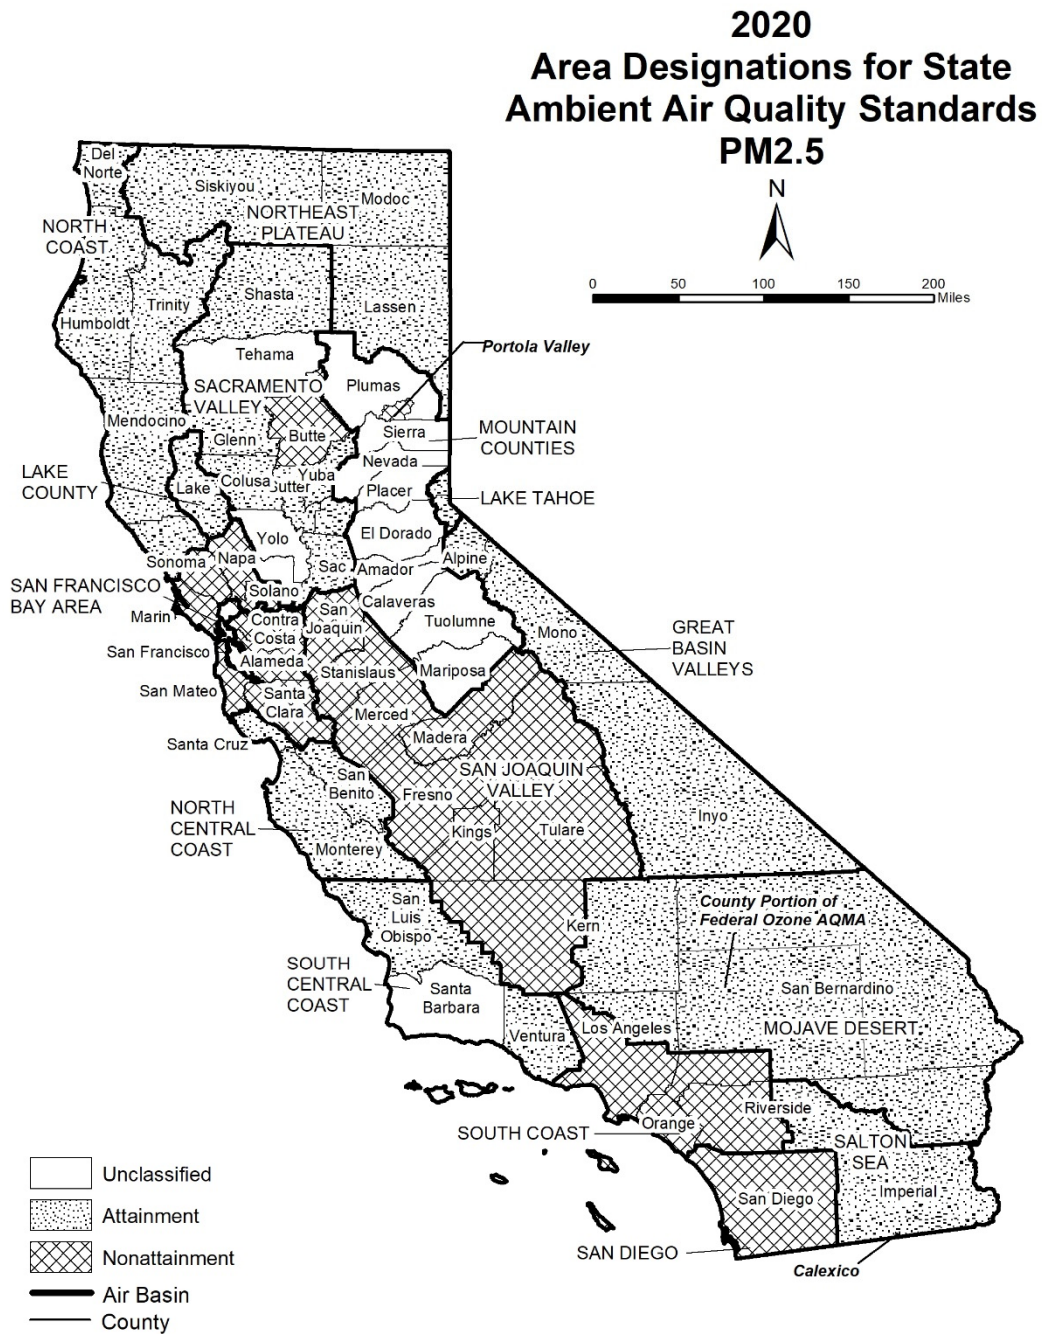 2020
Area Designations for State
Ambient Air Quality Standards
PM2.5
N
0 50 100 150 200
Miles
Del
Norte
Siskiyou
Modoc
NORTHEAST
PLATEAU
NORTH
COAST
Trinity
Shasta
Lassen
Humboldt
Tehama
Portola Valley
Plumas
SACRAMENTO
VALLEY
Mendocino
Glenn
Butte
Sierra
MOUNTAIN
COUNTIES
Nevada
LAKE
COUNTY
Lake
Colusa
Sutter
Yuba
Placer
LAKE TAHOE
Yolo
El Dorado
Sonoma
Napa
Sac
Amador
Alpine
SAN FRANCISCO
BAY AREA
Solano
Marin
Contra
Costa
San
Joaquin
Calaveras
Tuolumne
Mono
GREAT
BASIN
VALLEYS
San Francisco
Alameda
Stanislaus
Mariposa
San Mateo
Santa
Clara
Merced
Madera
Santa Cruz
San
Benito
SAN JOAQUIN
VALLEY
Fresno
NORTH
CENTRAL
COAST
Kings
Tulare
Inyo
Monterey
San
Luis
Obispo
Kern
County Portion of
Federal Ozone AQMA
SOUTH
CENTRAL
COAST
Santa
Barbara
San Bernardino
Ventura
Los Angeles
MOJAVE DESERT
Orange
Riverside
SOUTH COAST
SALTON
SEA
San Diego
Imperial
SAN DIEGO
Calexico
Unclassified
Attainment
Nonattainment
Air Basin
County